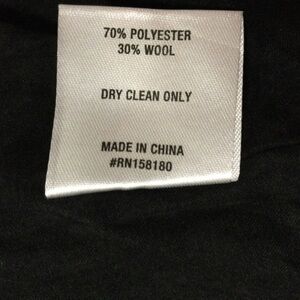 70% POLYESTER
30% WOOL
DRY CLEAN ONLY
MADE IN CHINA
#RN158180